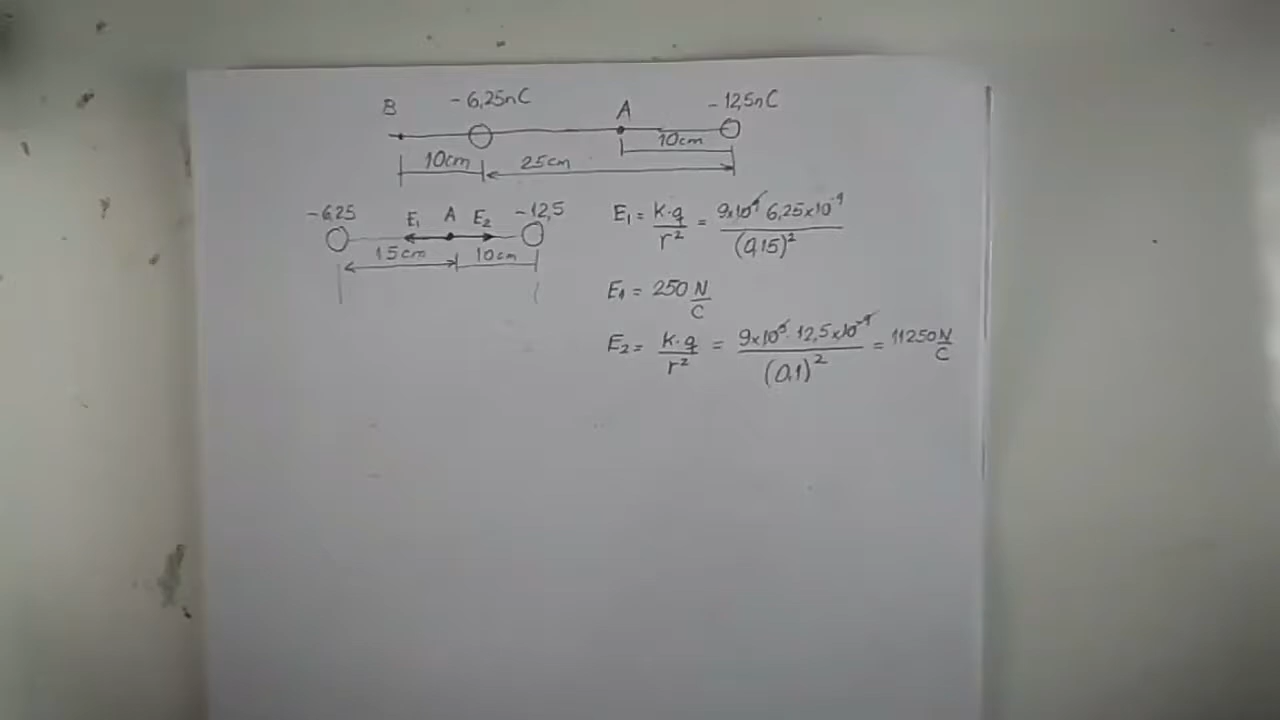 B -6,25nC A -12,5nC
10cm 25cm 10cm
-6,25 E₁ A E₂ -12,5
15cm 10cm
E₁ = K·q / r² = 9x10⁹ 6,25x10⁻⁹ / (0,15)²
E₁ = 250 N/C
E₂ = K·q / r² = 9x10⁹ · 12,5x10⁻⁹ / (0,1)² = 11250 N/C